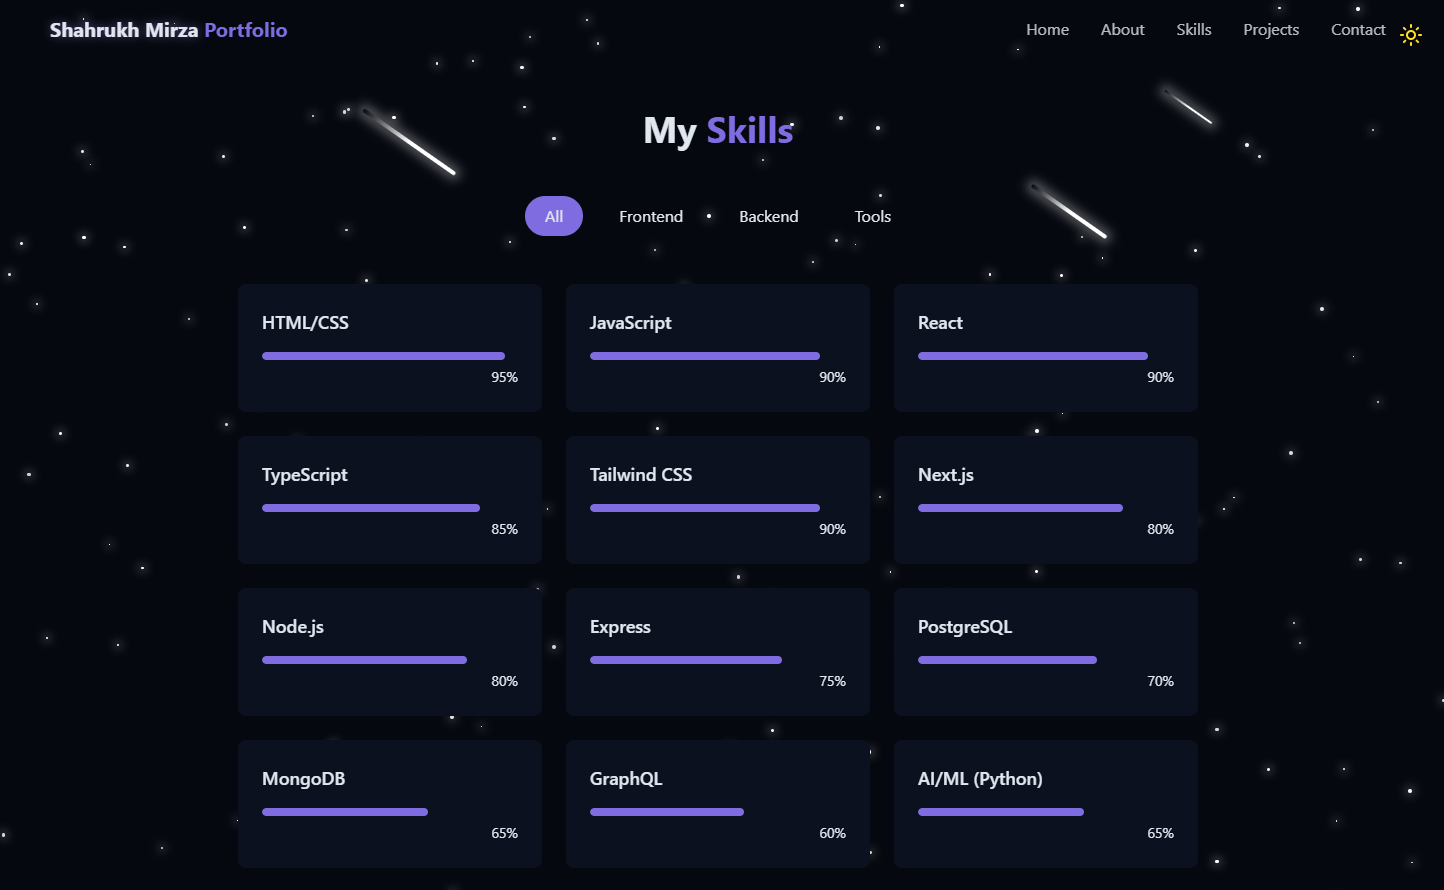 Shahrukh Mirza Portfolio
Home About Skills Projects Contact
My Skills
All Frontend Backend Tools
HTML/CSS
95%
JavaScript
90%
React
90%
TypeScript
85%
Tailwind CSS
90%
Next.js
80%
Node.js
80%
Express
75%
PostgreSQL
70%
MongoDB
65%
GraphQL
60%
AI/ML (Python)
65%